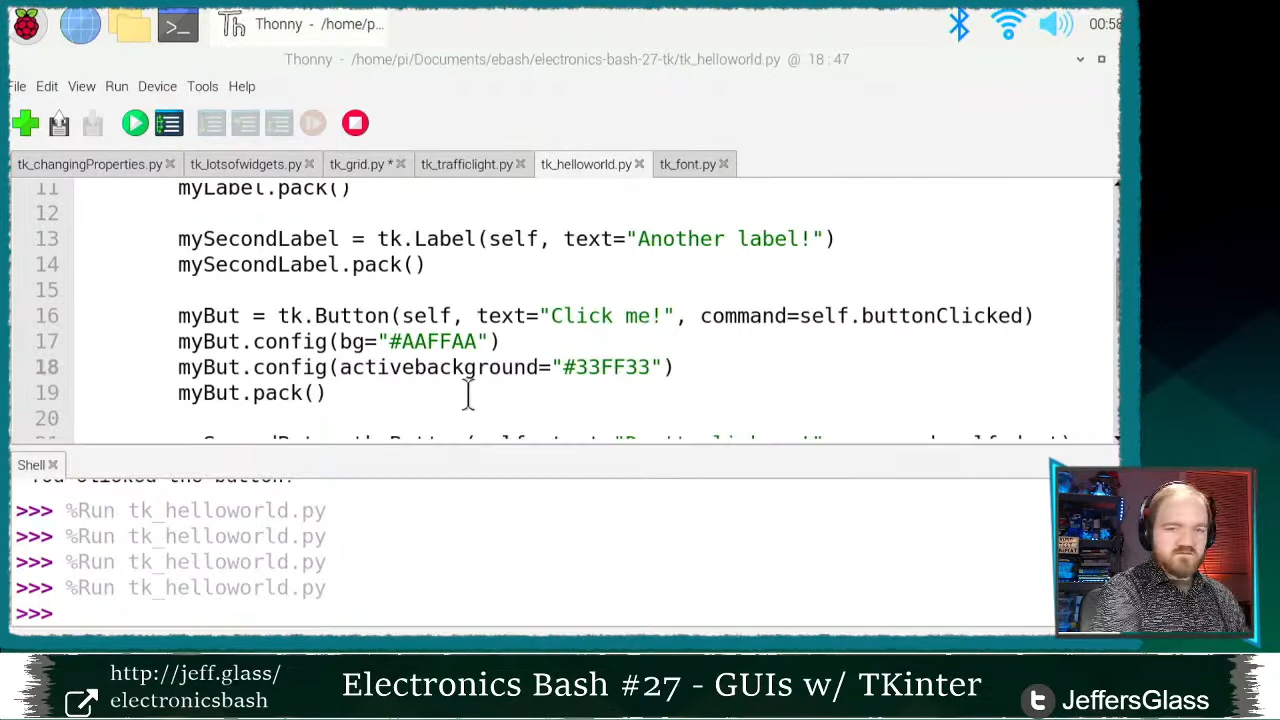 Thonny - /home/p...
00:58
Thonny - /home/pi/Documents/ebash/electronics-bash-27-tk/tk_helloworld.py @ 18 : 47
File Edit View Run Device Tools Help
tk_changingProperties.py tk_lotsofwidgets.py tk_grid.py * tk_trafficlight.py tk_helloworld.py tk_font.py
11 myLabel.pack()
12
13 mySecondLabel = tk.Label(self, text="Another label!")
14 mySecondLabel.pack()
15
16 myBut = tk.Button(self, text="Click me!", command=self.buttonClicked)
17 myBut.config(bg="#AAFFAA")
18 myBut.config(activebackground="#33FF33")
19 myBut.pack()
20
Shell
You clicked the button!
>>> %Run tk_helloworld.py
>>> %Run tk_helloworld.py
>>> %Run tk_helloworld.py
>>> %Run tk_helloworld.py
>>>
http://jeff.glass/
electronicsbash
Electronics Bash #27 - GUIs w/ TKinter
JeffersGlass